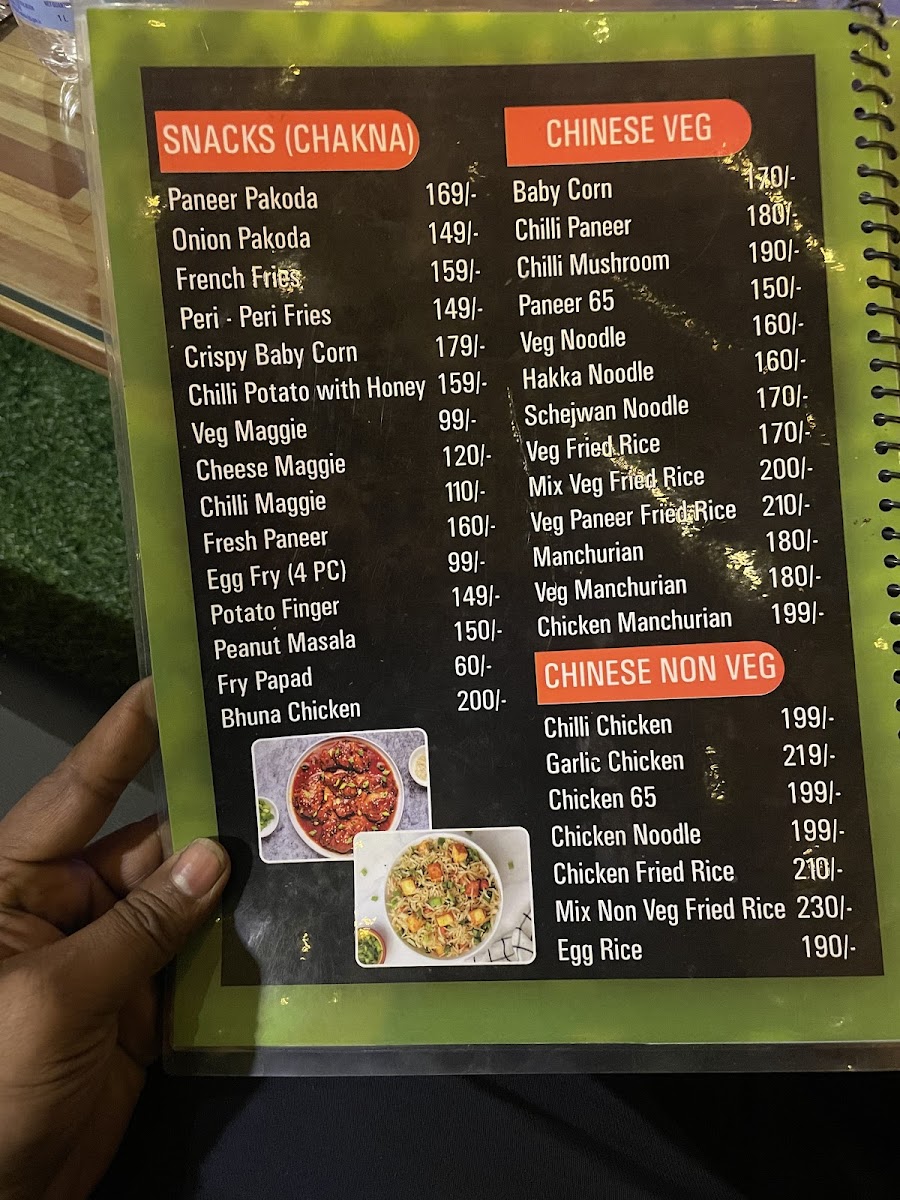 SNACKS (CHAKNA)
Paneer Pakoda 169/-
Onion Pakoda 149/-
French Fries 159/-
Peri - Peri Fries 149/-
Crispy Baby Corn 179/-
Chilli Potato with Honey 159/-
Veg Maggie 99/-
Cheese Maggie 120/-
Chilli Maggie 110/-
Fresh Paneer 160/-
Egg Fry (4 PC) 99/-
Potato Finger 149/-
Peanut Masala 150/-
Fry Papad 60/-
Bhuna Chicken 200/-
CHINESE VEG
Baby Corn 170/-
Chilli Paneer 180/-
Chilli Mushroom 190/-
Paneer 65 150/-
Veg Noodle 160/-
Hakka Noodle 160/-
Schejwan Noodle 170/-
Veg Fried Rice 170/-
Mix Veg Fried Rice 200/-
Veg Paneer Fried Rice 210/-
Manchurian 180/-
Veg Manchurian 180/-
Chicken Manchurian 199/-
CHINESE NON VEG
Chilli Chicken 199/-
Garlic Chicken 219/-
Chicken 65 199/-
Chicken Noodle 199/-
Chicken Fried Rice 210/-
Mix Non Veg Fried Rice 230/-
Egg Rice 190/-